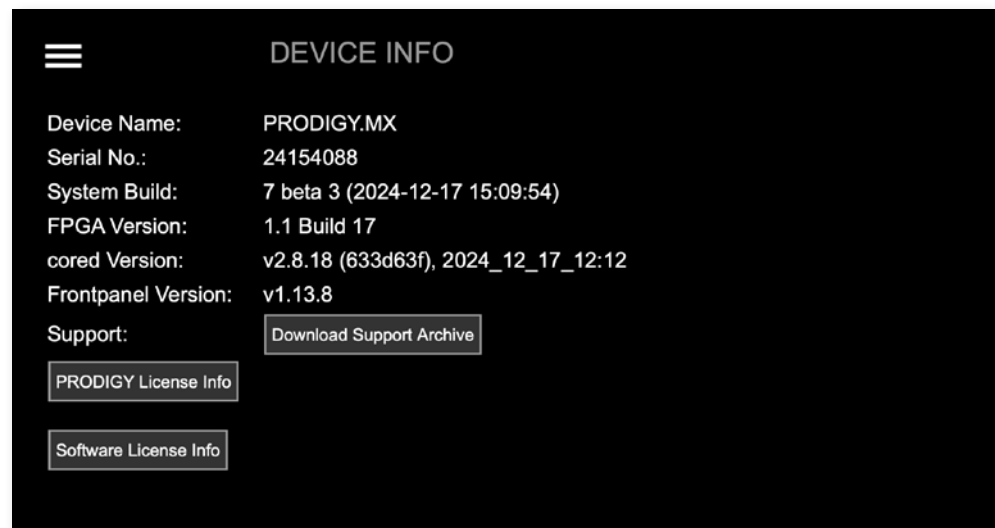 DEVICE INFO
Device Name: PRODIGY.MX
Serial No.: 24154088
System Build: 7 beta 3 (2024-12-17 15:09:54)
FPGA Version: 1.1 Build 17
cored Version: v2.8.18 (633d63f), 2024_12_17_12:12
Frontpanel Version: v1.13.8
Support: Download Support Archive
PRODIGY License Info
Software License Info